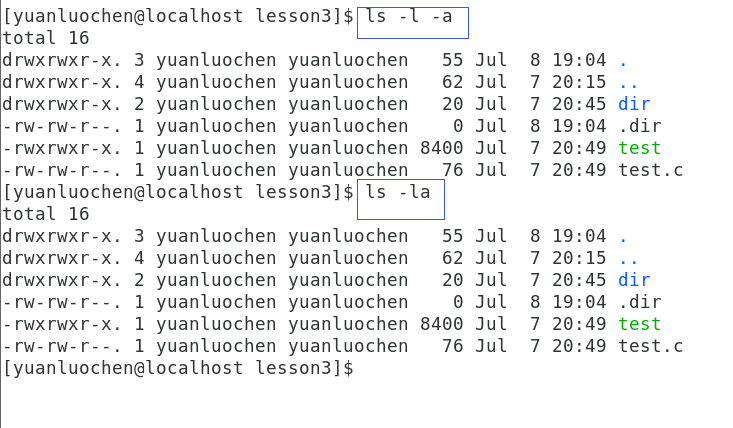 [yuanluochen@localhost lesson3]$ ls -l -a
total 16
drwxrwxr-x. 3 yuanluochen yuanluochen   55 Jul  8 19:04 .
drwxrwxr-x. 4 yuanluochen yuanluochen   62 Jul  7 20:15 ..
drwxrwxr-x. 2 yuanluochen yuanluochen   20 Jul  7 20:45 dir
-rw-rw-r--. 1 yuanluochen yuanluochen    0 Jul  8 19:04 .dir
-rwxrwxr-x. 1 yuanluochen yuanluochen 8400 Jul  7 20:49 test
-rw-rw-r--. 1 yuanluochen yuanluochen   76 Jul  7 20:49 test.c
[yuanluochen@localhost lesson3]$ ls -la
total 16
drwxrwxr-x. 3 yuanluochen yuanluochen   55 Jul  8 19:04 .
drwxrwxr-x. 4 yuanluochen yuanluochen   62 Jul  7 20:15 ..
drwxrwxr-x. 2 yuanluochen yuanluochen   20 Jul  7 20:45 dir
-rw-rw-r--. 1 yuanluochen yuanluochen    0 Jul  8 19:04 .dir
-rwxrwxr-x. 1 yuanluochen yuanluochen 8400 Jul  7 20:49 test
-rw-rw-r--. 1 yuanluochen yuanluochen   76 Jul  7 20:49 test.c
[yuanluochen@localhost lesson3]$